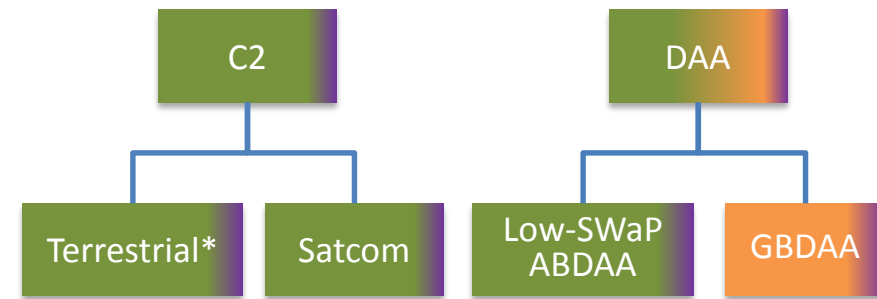 C2
DAA
Terrestrial*
Satcom
Low-SWaP
ABDAA
GBDAA